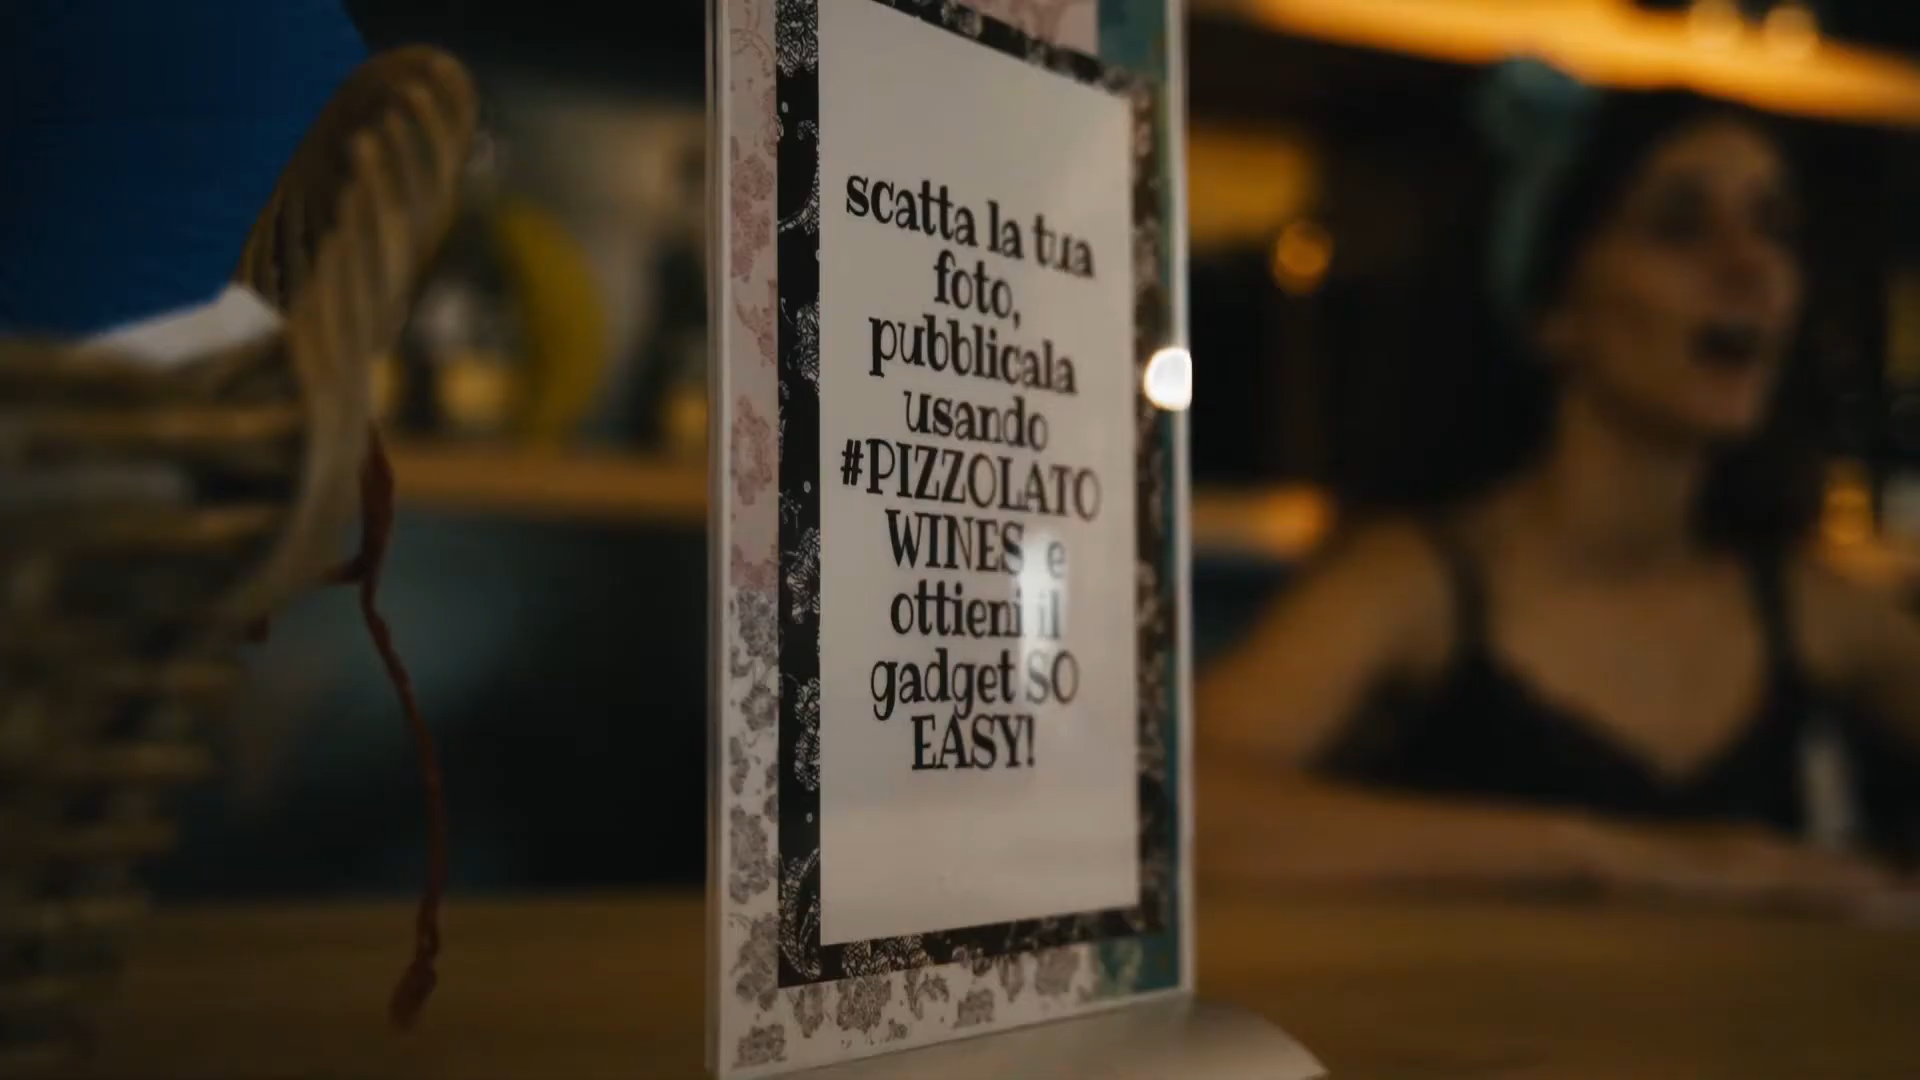 scatta la tua
foto,
pubblicala
usando
#PIZZOLATO
WINES e
ottieni il
gadget SO
EASY!